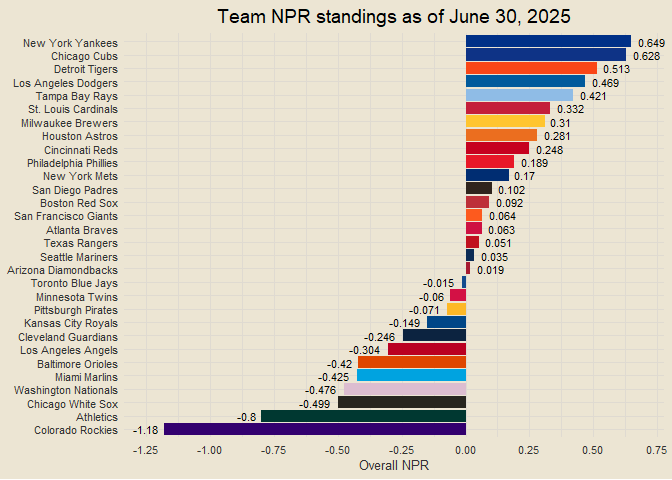 Team NPR standings as of June 30, 2025
New York Yankees 0.649
Chicago Cubs 0.628
Detroit Tigers 0.513
Los Angeles Dodgers 0.469
Tampa Bay Rays 0.421
St. Louis Cardinals 0.332
Milwaukee Brewers 0.31
Houston Astros 0.281
Cincinnati Reds 0.248
Philadelphia Phillies 0.189
New York Mets 0.17
San Diego Padres 0.102
Boston Red Sox 0.092
San Francisco Giants 0.064
Atlanta Braves 0.063
Texas Rangers 0.051
Seattle Mariners 0.035
Arizona Diamondbacks 0.019
Toronto Blue Jays -0.015
Minnesota Twins -0.06
Pittsburgh Pirates -0.071
Kansas City Royals -0.149
Cleveland Guardians -0.246
Los Angeles Angels -0.304
Baltimore Orioles -0.42
Miami Marlins -0.425
Washington Nationals -0.476
Chicago White Sox -0.499
Athletics -0.8
Colorado Rockies -1.18
-1.25 -1.00 -0.75 -0.50 -0.25 0.00 0.25 0.50 0.75
Overall NPR